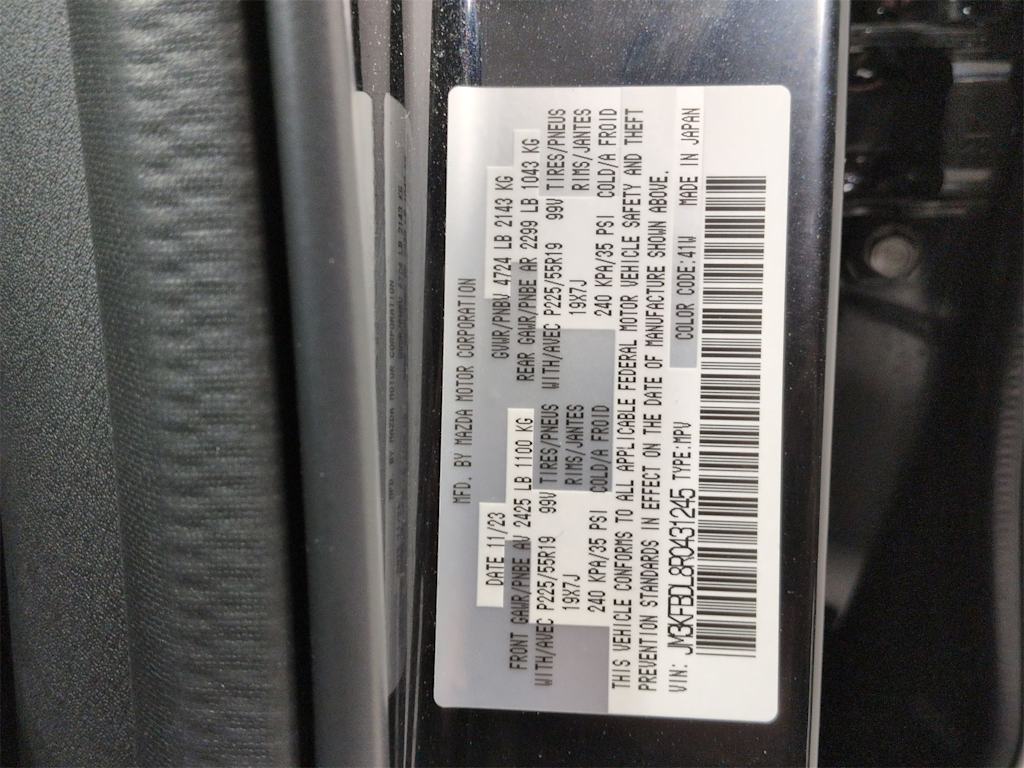 MFD. BY MAZDA MOTOR CORPORATION
DATE 11/23 GVWR/PNBV 4724 LB 2143 KG
FRONT GAWR/PNBE AV 2425 LB 1100 KG REAR GAWR/PNBE AR 2299 LB 1043 KG
WITH/AVEC P225/55R19 99V TIRES/PNEUS WITH/AVEC P225/55R19 99V TIRES/PNEUS
19X7J RIMS/JANTES 19X7J RIMS/JANTES
240 KPA/35 PSI COLD/A FROID 240 KPA/35 PSI COLD/A FROID
THIS VEHICLE CONFORMS TO ALL APPLICABLE FEDERAL MOTOR VEHICLE SAFETY AND THEFT
PREVENTION STANDARDS IN EFFECT ON THE DATE OF MANUFACTURE SHOWN ABOVE.
VIN: JM3KFBDL8R0431245 TYPE:MPV COLOR CODE:41W MADE IN JAPAN